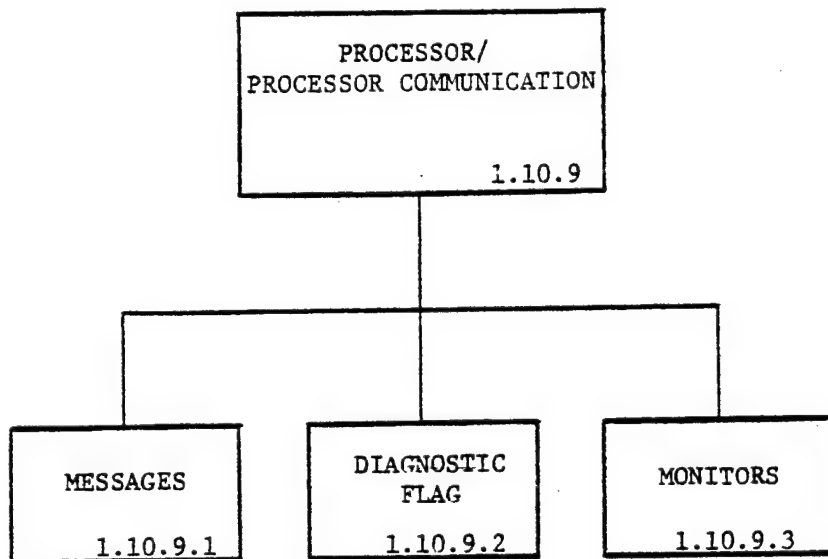 PROCESSOR/
PROCESSOR COMMUNICATION
1.10.9
MESSAGES
1.10.9.1
DIAGNOSTIC
FLAG
1.10.9.2
MONITORS
1.10.9.3